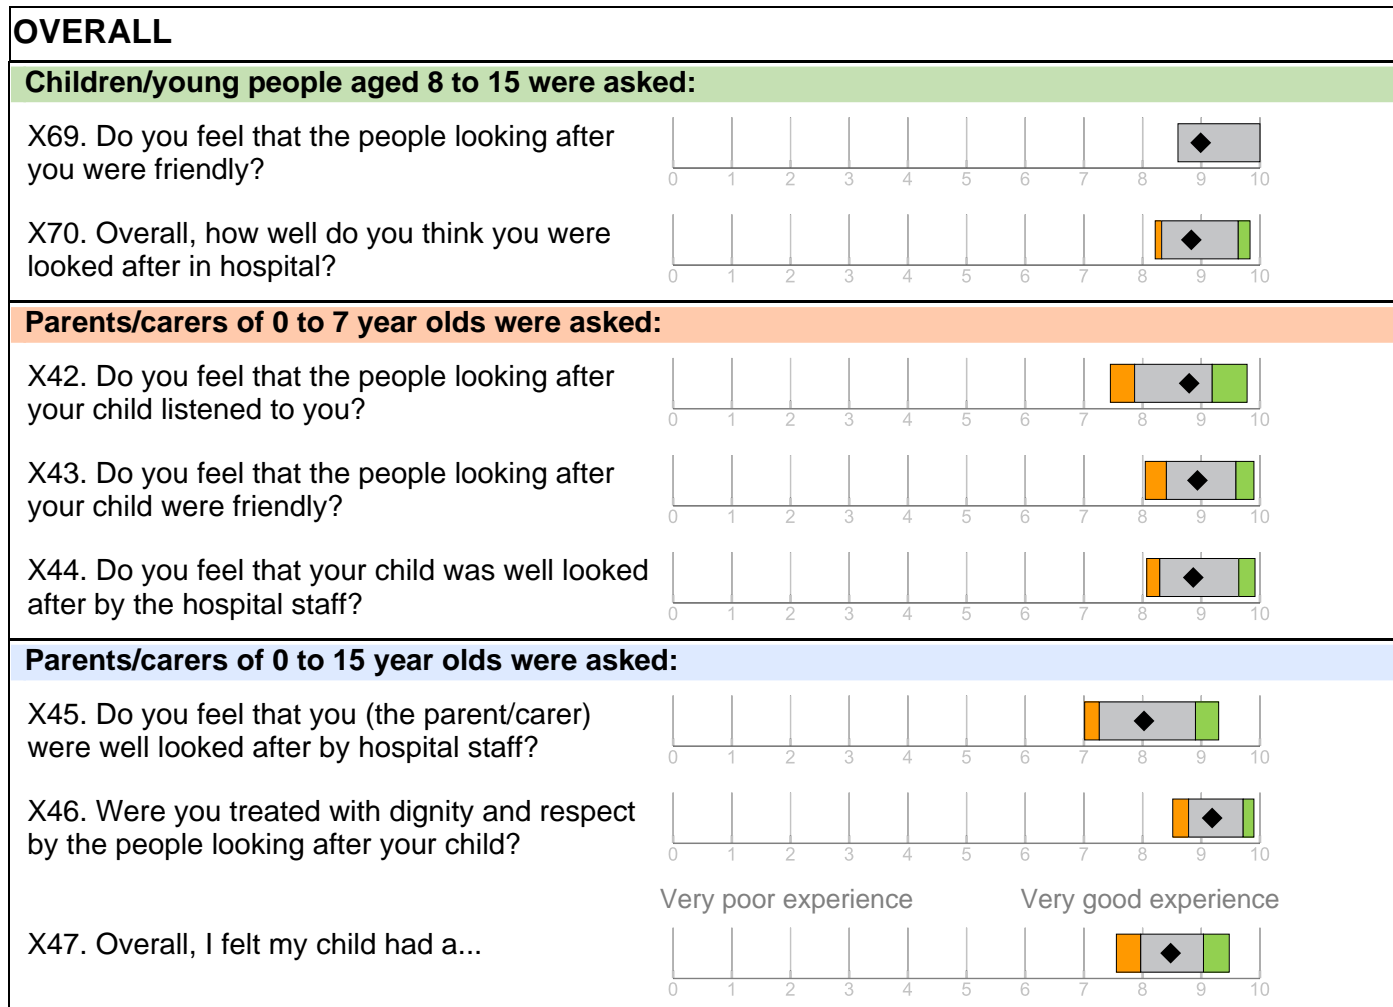 OVERALL
Children/young people aged 8 to 15 were asked:
X69. Do you feel that the people looking after
you were friendly?
0 1 2 3 4 5 6 7 8 9 10
X70. Overall, how well do you think you were
looked after in hospital?
0 1 2 3 4 5 6 7 8 9 10
Parents/carers of 0 to 7 year olds were asked:
X42. Do you feel that the people looking after
your child listened to you?
0 1 2 3 4 5 6 7 8 9 10
X43. Do you feel that the people looking after
your child were friendly?
0 1 2 3 4 5 6 7 8 9 10
X44. Do you feel that your child was well looked
after by the hospital staff?
0 1 2 3 4 5 6 7 8 9 10
Parents/carers of 0 to 15 year olds were asked:
X45. Do you feel that you (the parent/carer)
were well looked after by hospital staff?
0 1 2 3 4 5 6 7 8 9 10
X46. Were you treated with dignity and respect
by the people looking after your child?
0 1 2 3 4 5 6 7 8 9 10
Very poor experience Very good experience
X47. Overall, I felt my child had a...
0 1 2 3 4 5 6 7 8 9 10